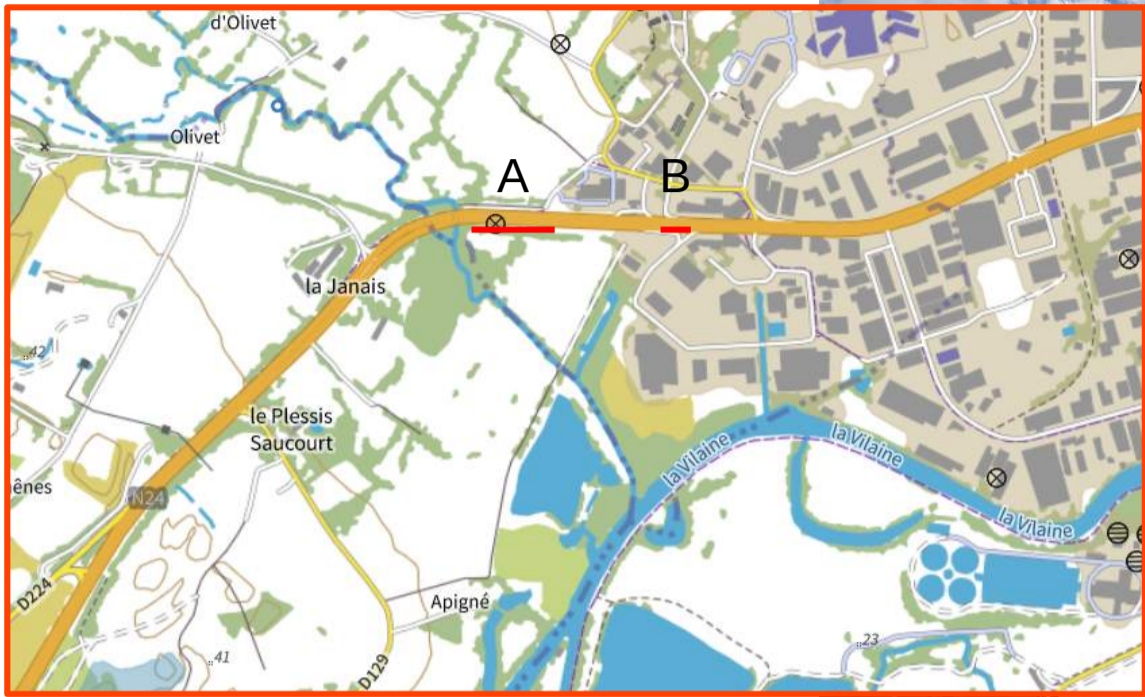 d'Olivet
Olivet
A
B
la Janais
42
le Plessis
Saucourt
ênes
N24
la Vilaine
la Vilaine
la Vilaine
D224
Apigné
41
D129
23